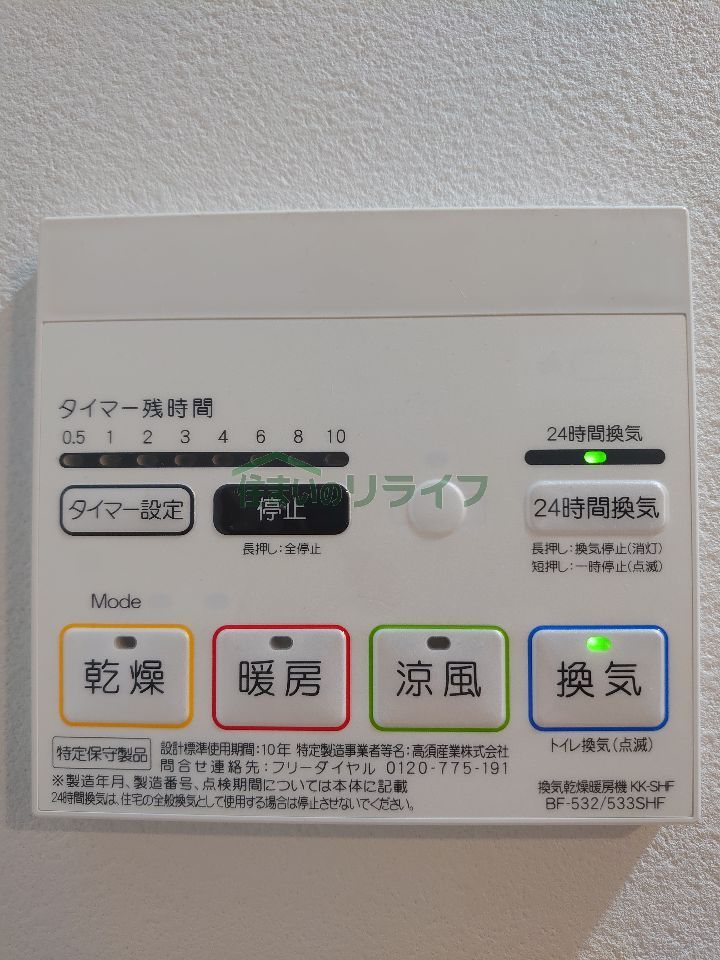 タイマー残時間
0.5 1 2 3 4 6 8 10
24時間換気
住まいのリライフ
タイマー設定 停止 24時間換気
長押し：全停止
長押し：換気停止(消灯)
短押し：一時停止(点滅)
Mode
乾燥 暖房 涼風 換気
トイレ換気(点滅)
特定保守製品
設計標準使用期間：10年 特定製造事業者等名：高須産業株式会社
問合せ連絡先：フリーダイヤル 0120-775-191
※製造年月、製造番号、点検期間については本体に記載
24時間換気は、住宅の全般換気として使用する場合は停止させないでください。
換気乾燥暖房機 KK-SHF
BF-532/533SHF